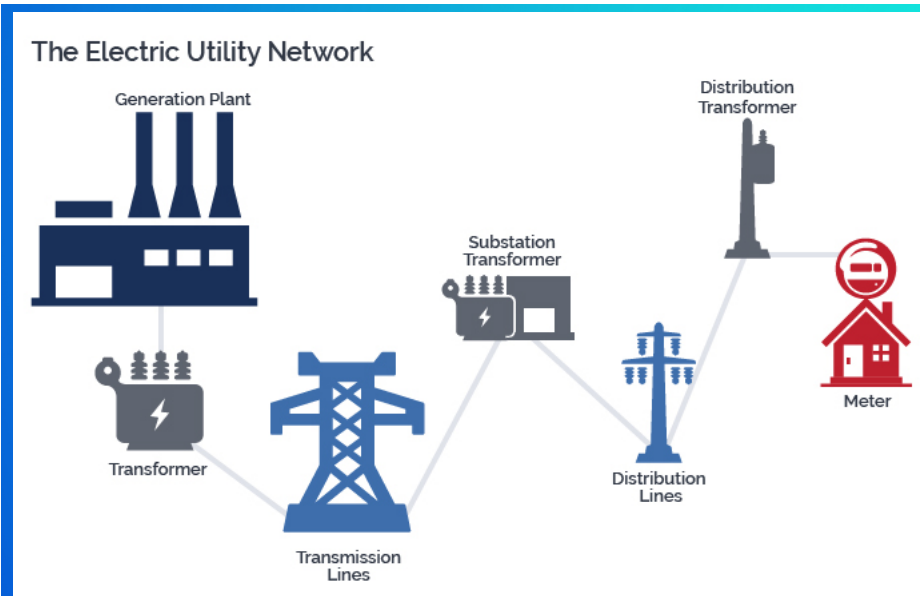 The Electric Utility Network
Generation Plant
Distribution
Transformer
Substation
Transformer
Meter
Transformer
Distribution
Lines
Transmission
Lines